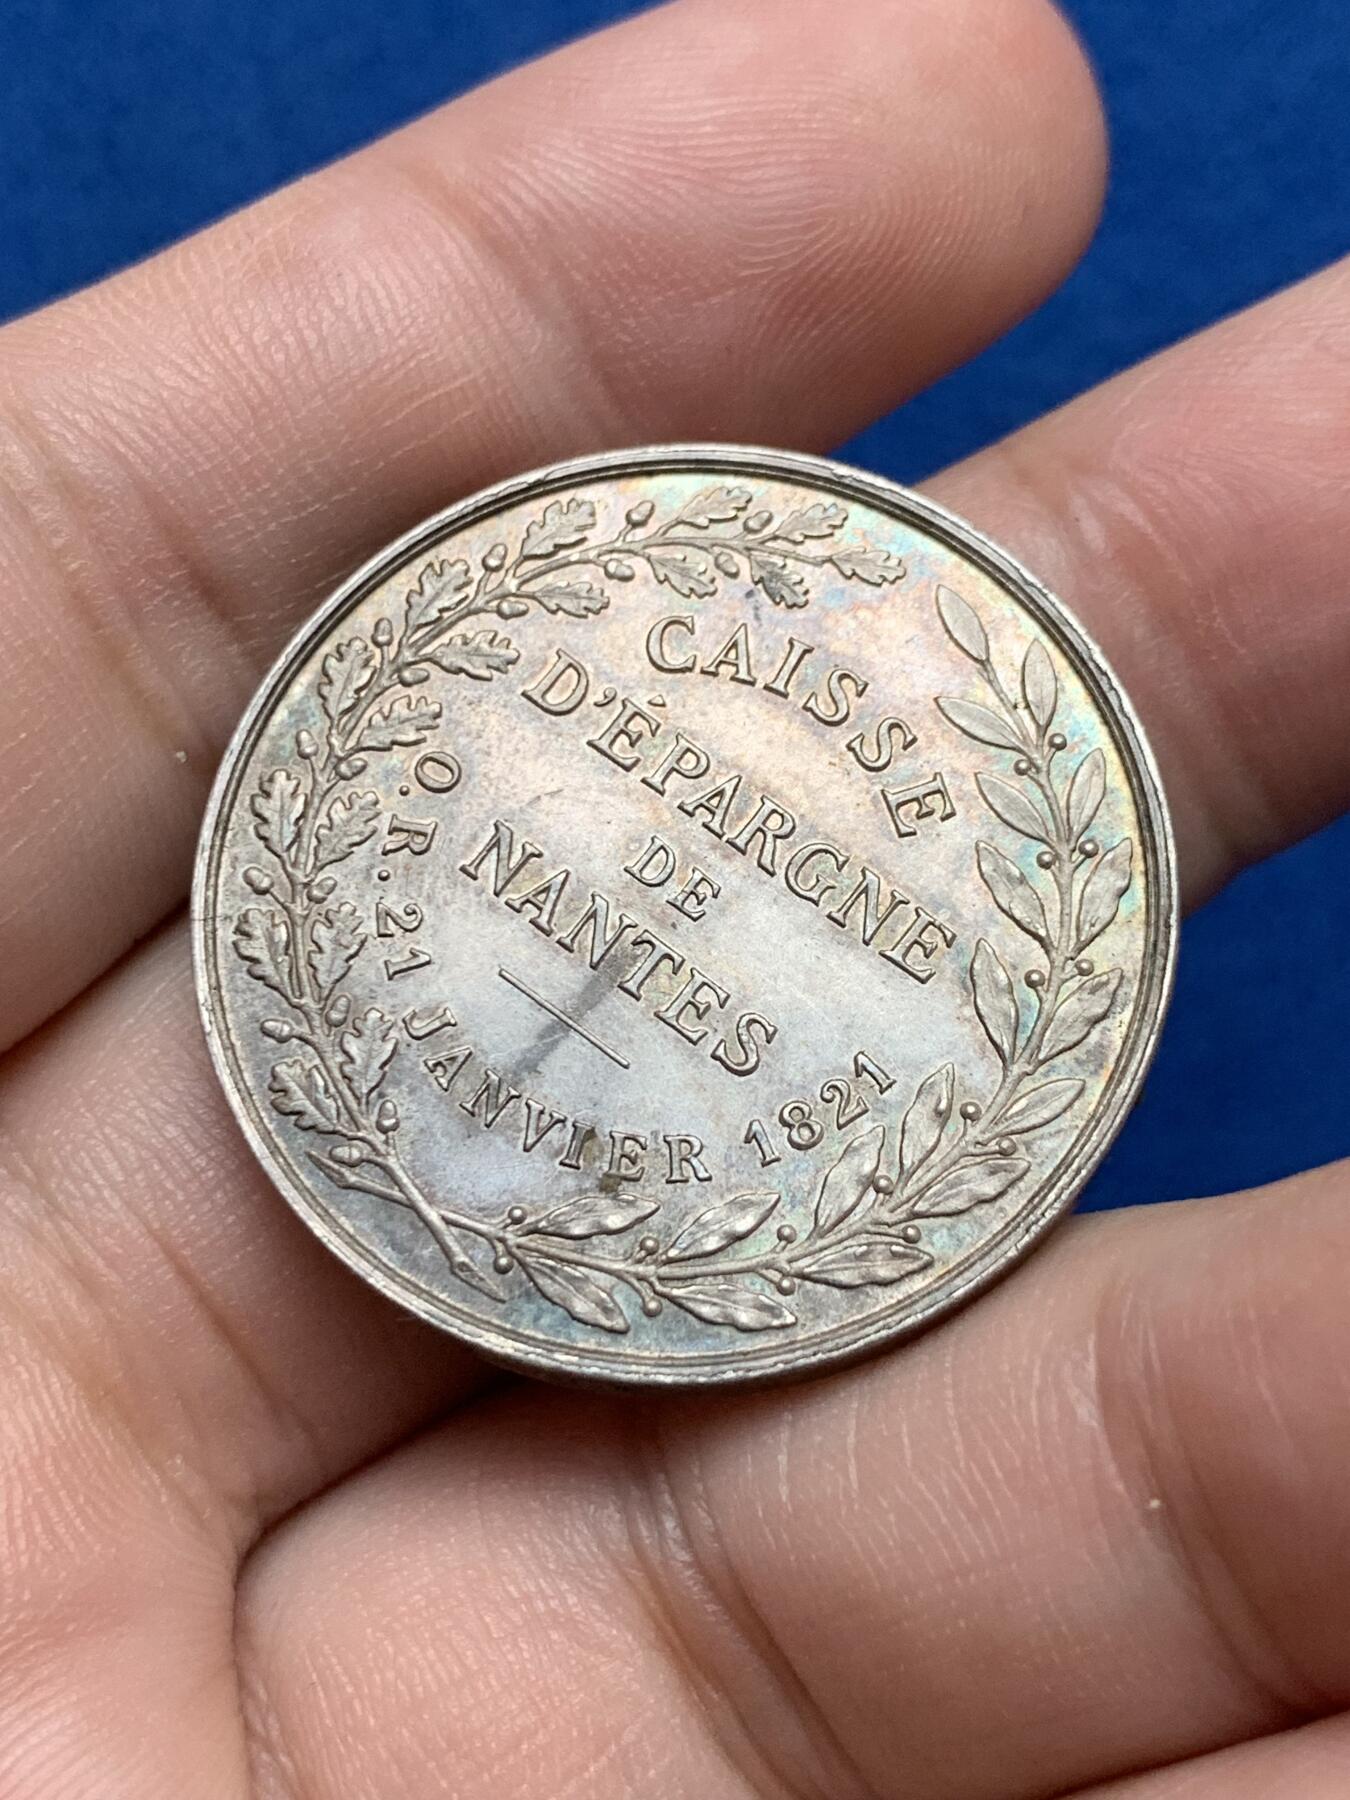 CAISSE
D'ÉPARGNE
DE
NANTES
O.R. 21 JANVIER 1821